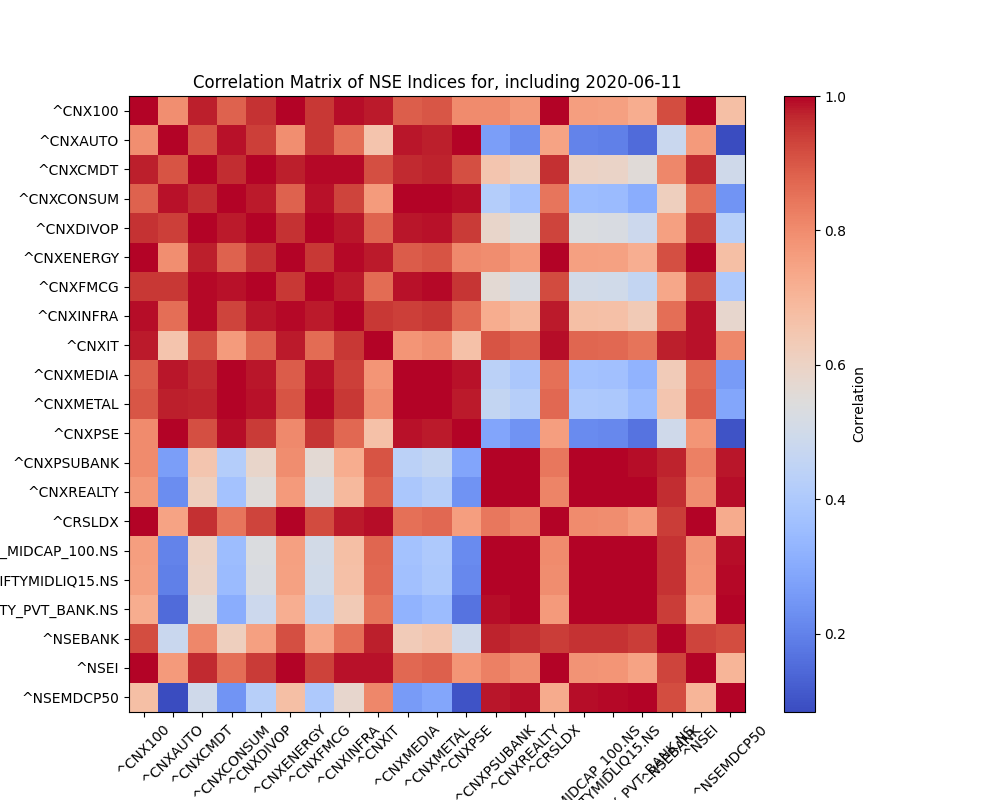 Correlation Matrix of NSE Indices for, including 2020-06-11
^CNX100
^CNXAUTO
^CNXCMDT
^CNXCONSUM
^CNXDIVOP
^CNXENERGY
^CNXFMCG
^CNXINFRA
^CNXIT
^CNXMEDIA
^CNXMETAL
^CNXPSE
^CNXPSUBANK
^CNXREALTY
^CRSLDX
_MIDCAP_100.NS
IFTYMIDLIQ15.NS
TY_PVT_BANK.NS
^NSEBANK
^NSEI
^NSEMDCP50
^CNX100
^CNXAUTO
^CNXCMDT
^CNXCONSUM
^CNXDIVOP
^CNXENERGY
^CNXFMCG
^CNXINFRA
^CNXIT
^CNXMEDIA
^CNXMETAL
^CNXPSE
^CNXPSUBANK
^CNXREALTY
^CRSLDX
MIDCAP_100.NS
TYMIDLIQ15.NS
_PVT_BANK.NS
^NSEBANK
^NSEI
^NSEMDCP50
1.0
0.8
0.6
0.4
0.2
Correlation